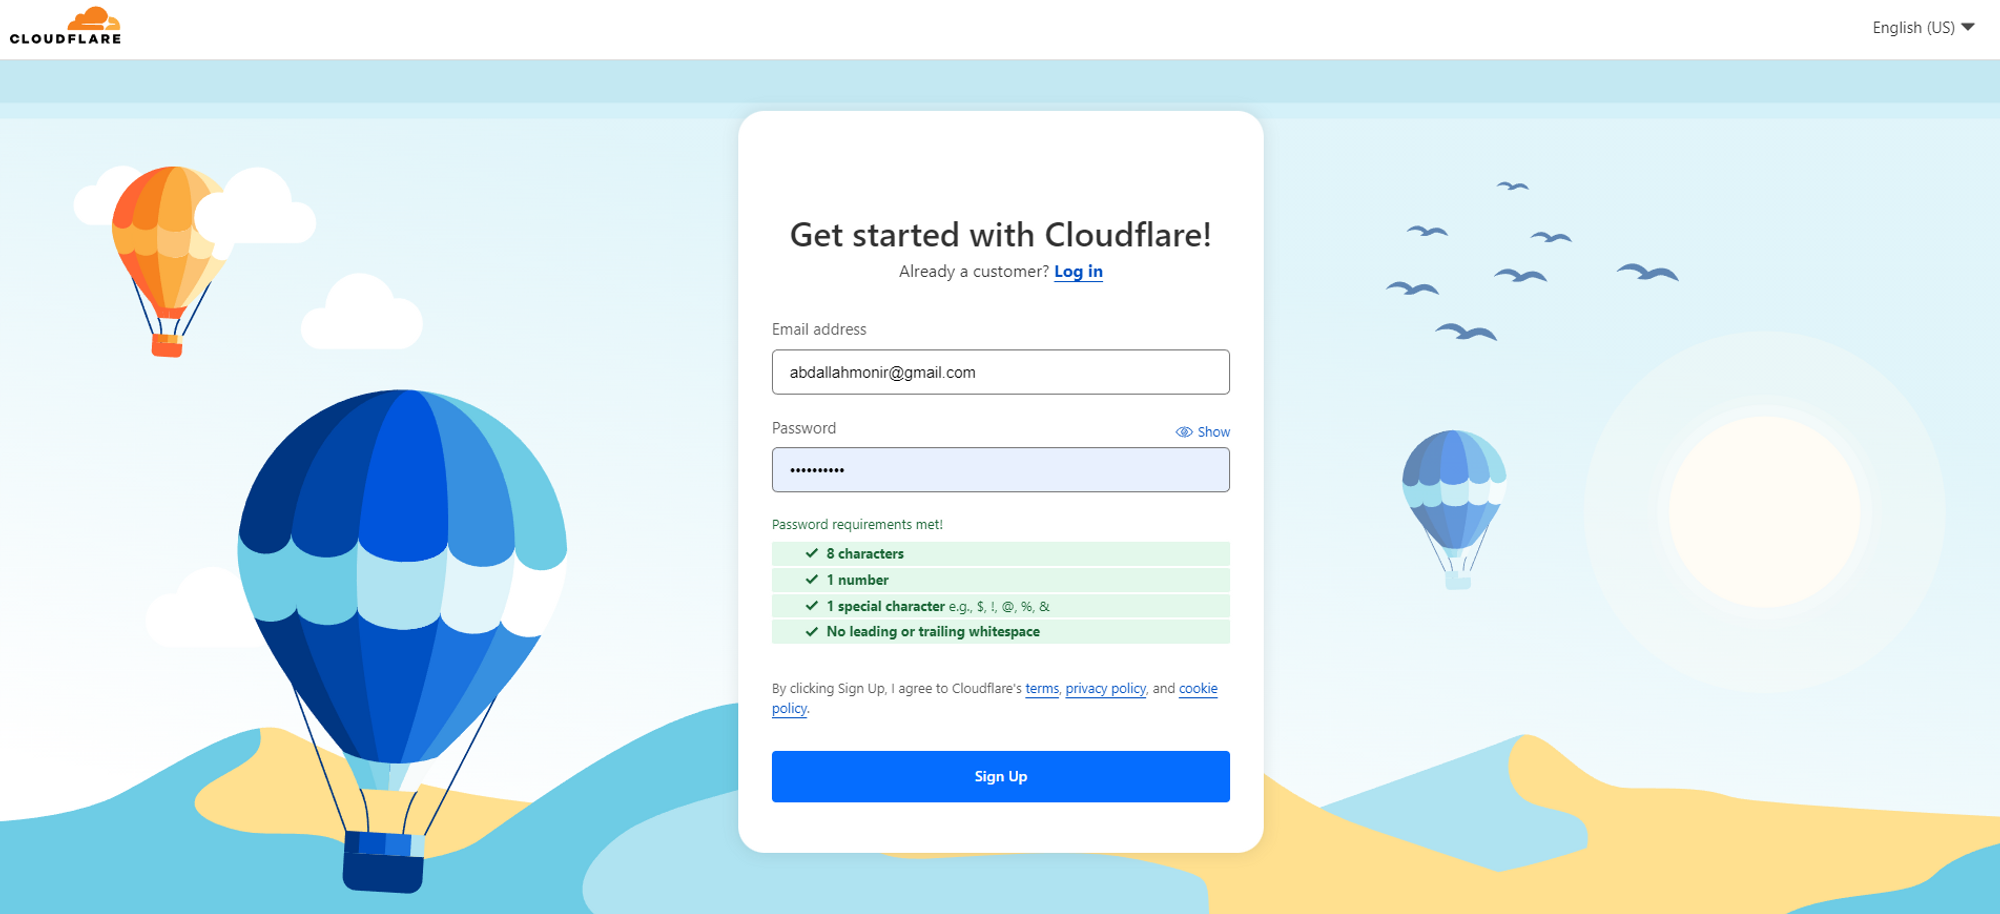 CLOUDFLARE
English (US)
Get started with Cloudflare!
Already a customer? Log in
Email address
abdallahmonir@gmail.com
Password
Show
••••••••••
Password requirements met!
8 characters
1 number
1 special character e.g., $, !, @, %, &
No leading or trailing whitespace
By clicking Sign Up, I agree to Cloudflare's terms, privacy policy, and cookie
policy.
Sign Up